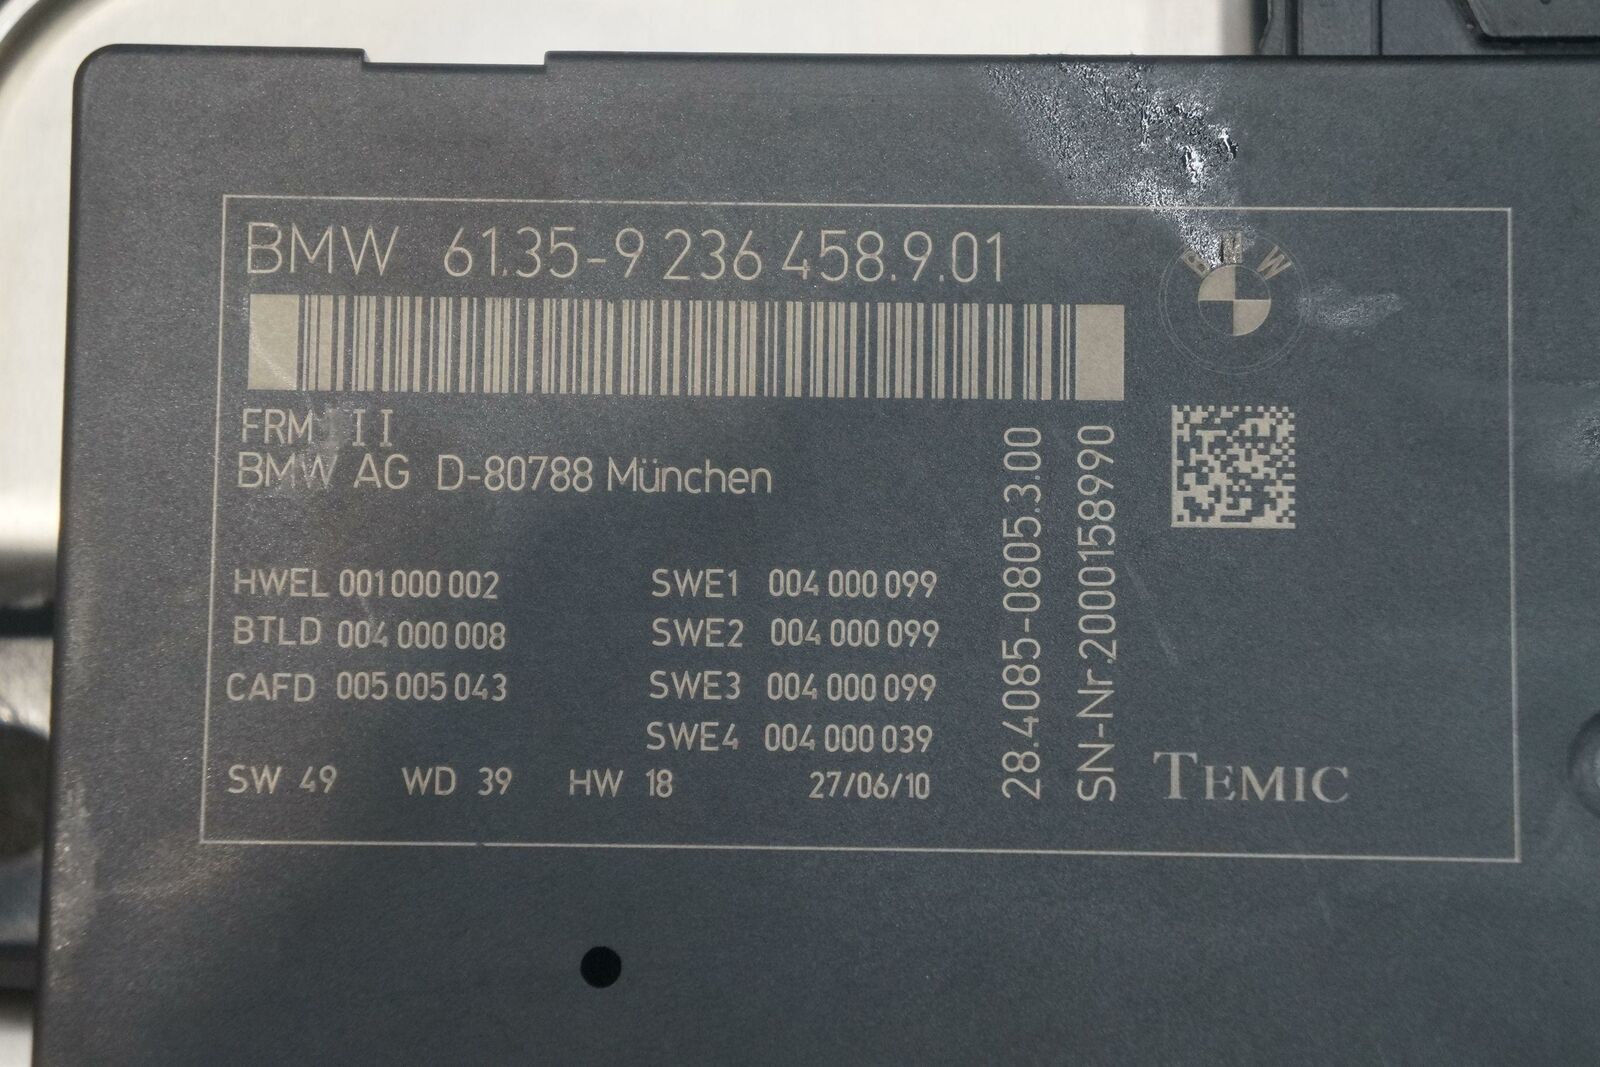 BMW 61.35-9 236 458.9.01
BMW
FRM III
BMW AG D-80788 München
HWEL 001 000 002
BTLD 004 000 008
CAFD 005 005 043
SWE1 004 000 099
SWE2 004 000 099
SWE3 004 000 099
SWE4 004 000 039
SW 49 WD 39 HW 18 27/06/10
28.4085-0805.3.00
SN-Nr.2000158990
TEMIC